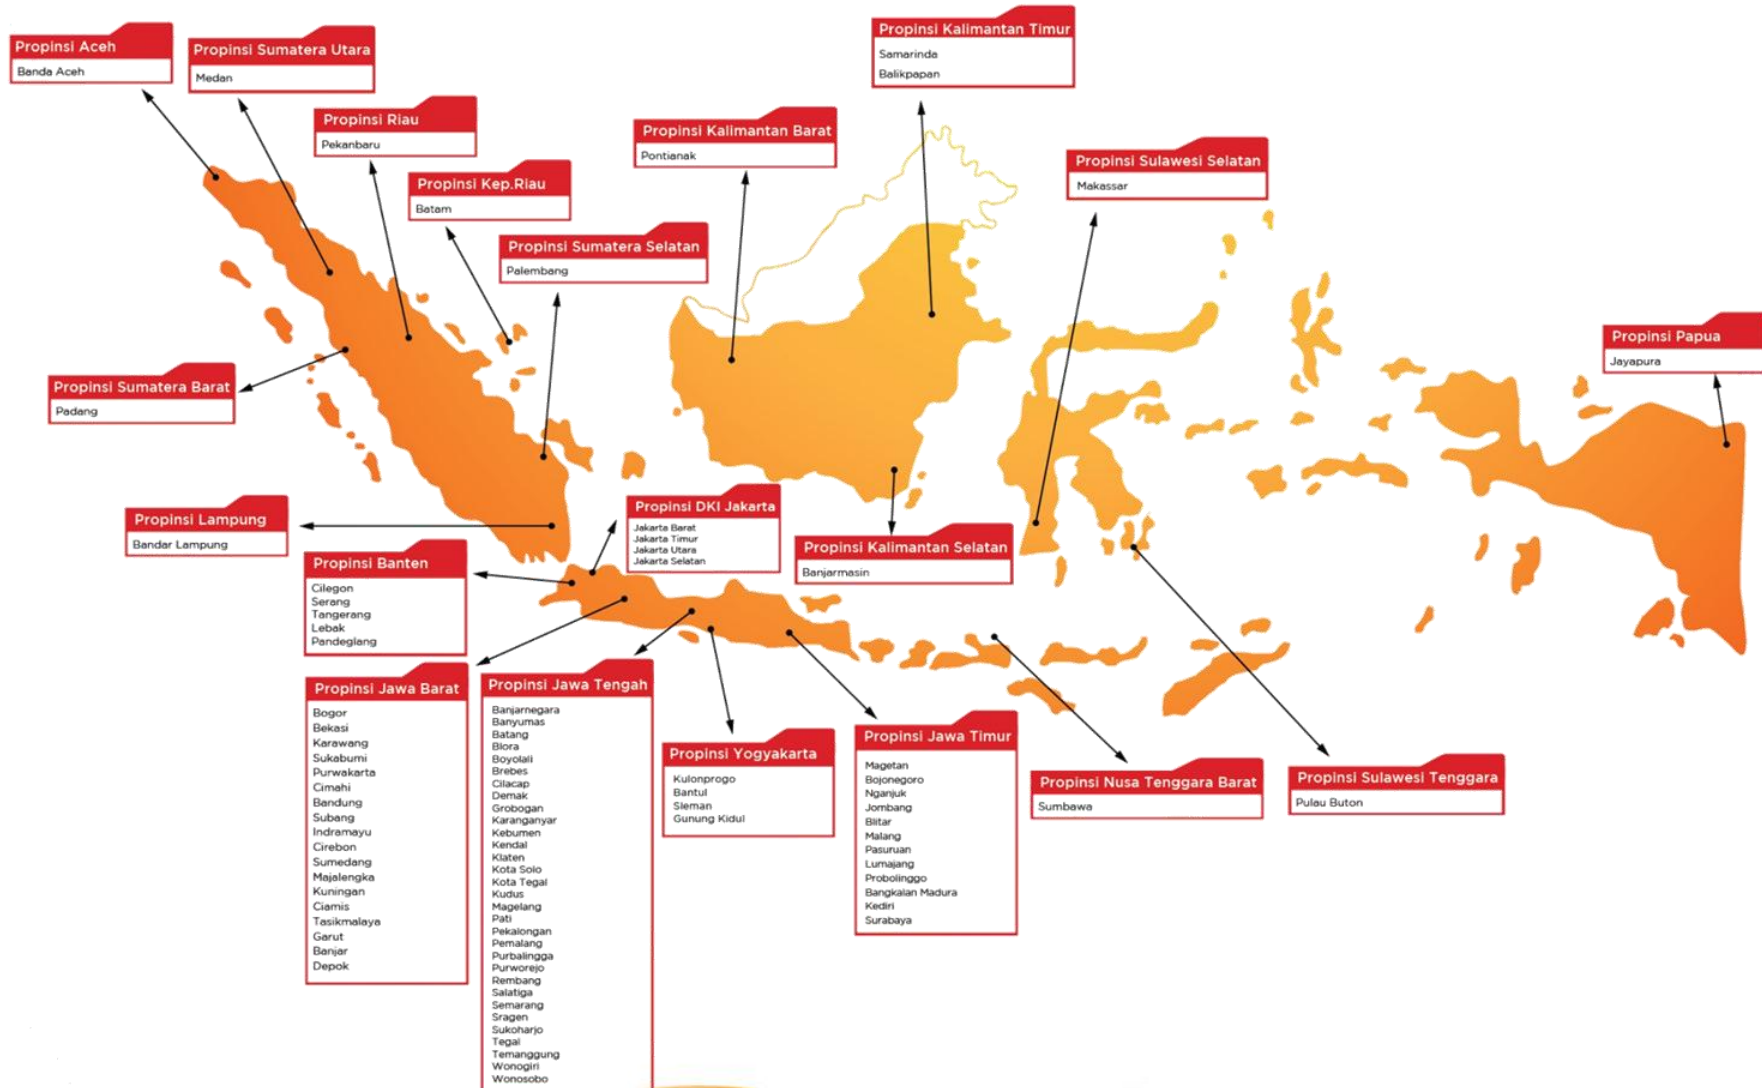 Propinsi Aceh
Banda Aceh
Propinsi Sumatera Utara
Medan
Propinsi Riau
Pekanbaru
Propinsi Kep.Riau
Batam
Propinsi Sumatera Selatan
Palembang
Propinsi Kalimantan Barat
Pontianak
Propinsi Kalimantan Timur
Samarinda
Balikpapan
Propinsi Sulawesi Selatan
Makassar
Propinsi Papua
Jayapura
Propinsi Sumatera Barat
Padang
Propinsi Lampung
Bandar Lampung
Propinsi Banten
Cilegon
Serang
Tangerang
Lebak
Pandeglang
Propinsi DKI Jakarta
Jakarta Barat
Jakarta Timur
Jakarta Utara
Jakarta Selatan
Propinsi Kalimantan Selatan
Banjarmasin
Propinsi Jawa Barat
Bogor
Bekasi
Karawang
Sukabumi
Purwakarta
Cimahi
Bandung
Subang
Indramayu
Cirebon
Sumedang
Majalengka
Kuningan
Ciamis
Tasikmalaya
Garut
Banjar
Depok
Propinsi Jawa Tengah
Banjarnegara
Banyumas
Batang
Blora
Boyolali
Brebes
Cilacap
Demak
Grobogan
Karanganyar
Kebumen
Kendal
Klaten
Kota Solo
Kota Tegal
Kudus
Magelang
Pati
Pekalongan
Pemalang
Purbalingga
Purworejo
Rembang
Salatiga
Semarang
Sragen
Sukoharjo
Tegal
Temanggung
Wonogiri
Wonosobo
Propinsi Yogyakarta
Kulonprogo
Bantul
Sleman
Gunung Kidul
Propinsi Jawa Timur
Magetan
Bojonegoro
Nganjuk
Jombang
Blitar
Malang
Pasuruan
Lumajang
Probolinggo
Bangkalan Madura
Kediri
Surabaya
Propinsi Nusa Tenggara Barat
Sumbawa
Propinsi Sulawesi Tenggara
Pulau Buton